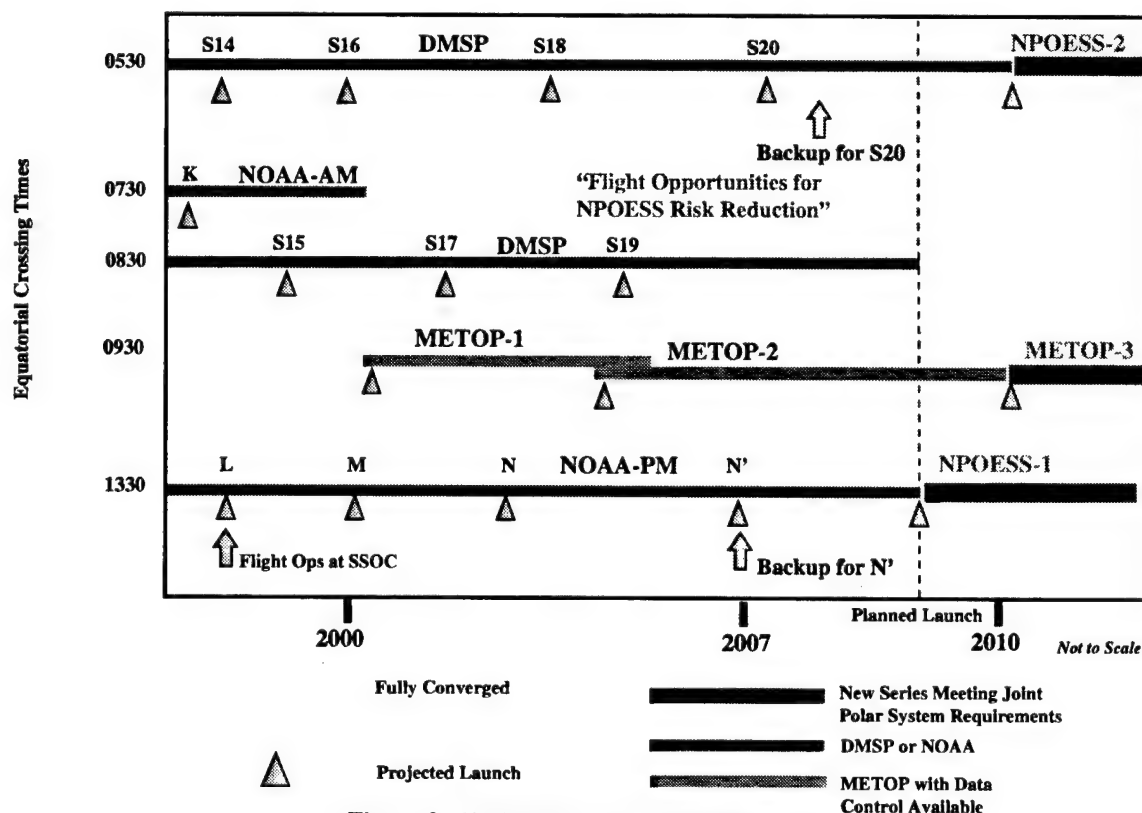 S14 S16 DMSP S18 S20 NPOESS-2
0530
Backup for S20
K NOAA-AM
"Flight Opportunities for
NPOESS Risk Reduction"
0730
S15 S17 DMSP S19
0830
Equatorial Crossing Times
0930
METOP-1 METOP-2 METOP-3
L M N NOAA-PM N' NPOESS-1
1330
Flight Ops at SSOC
Backup for N'
Planned Launch
2000 2007 2010 Not to Scale
Fully Converged
New Series Meeting Joint
Polar System Requirements
DMSP or NOAA
Projected Launch
METOP with Data
Control Available